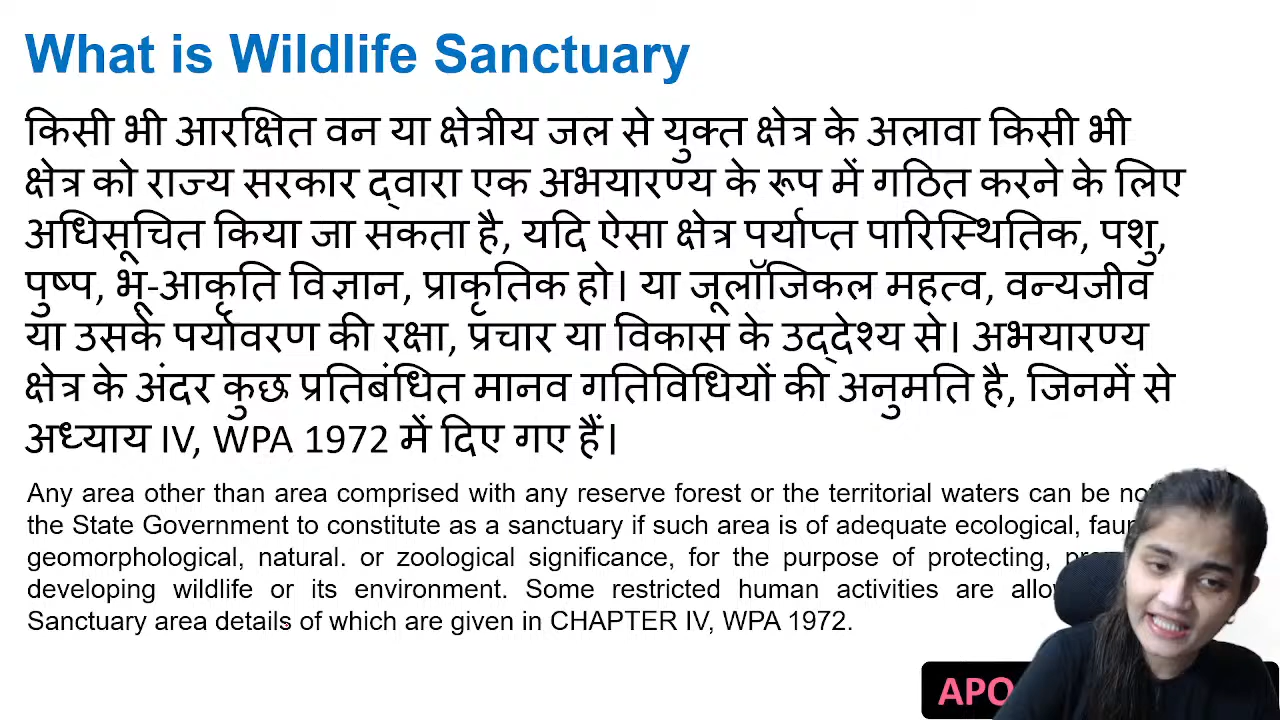 What is Wildlife Sanctuary
किसी भी आरक्षित वन या क्षेत्रीय जल से युक्त क्षेत्र के अलावा किसी भी
क्षेत्र को राज्य सरकार द्वारा एक अभयारण्य के रूप में गठित करने के लिए
अधिसूचित किया जा सकता है, यदि ऐसा क्षेत्र पर्याप्त पारिस्थितिक, पशु,
पुष्प, भू-आकृति विज्ञान, प्राकृतिक हो। या जूलॉजिकल महत्व, वन्यजीव
या उसके पर्यावरण की रक्षा, प्रचार या विकास के उद्देश्य से। अभयारण्य
क्षेत्र के अंदर कुछ प्रतिबंधित मानव गतिविधियों की अनुमति है, जिनमें से
अध्याय IV, WPA 1972 में दिए गए हैं।
Any area other than area comprised with any reserve forest or the territorial waters can be
the State Government to constitute as a sanctuary if such area is of adequate ecological,
geomorphological, natural. or zoological significance, for the purpose of protecting,
developing wildlife or its environment. Some restricted human activities are
Sanctuary area details of which are given in CHAPTER IV, WPA 1972.